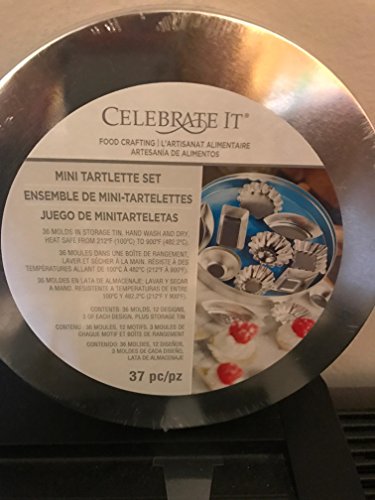 CELEBRATE IT®
FOOD CRAFTING | L'ARTISANAT ALIMENTAIRE
ARTESANÍA DE ALIMENTOS
MINI TARTLETTE SET
ENSEMBLE DE MINI-TARTELETTES
JUEGO DE MINITARTELETAS
36 MOLDS IN STORAGE TIN, HAND WASH AND DRY,
HEAT SAFE FROM 212°F (100°C) TO 900°F (482.2°C)
36 MOULES DANS UNE BOÎTE DE RANGEMENT,
LAVER ET SÉCHER À LA MAIN, RÉSISTE À DES
TEMPÉRATURES ALLANT DE 100°C À 482°C (212°F À 900°F)
36 MOLDES EN LATA DE ALMACENAJE; LAVAR Y SECAR
A MANO, RESISTENTE A TEMPERATURAS DE ENTRE
100°C Y 482,2°C (212°F Y 900°F)
CONTENTS: 36 MOLDS, 12 DESIGNS,
3 OF EACH DESIGN, PLUS STORAGE TIN
CONTENU : 36 MOULES, 12 MOTIFS, 3 MOULES DE
CHAQUE MOTIF ET BOÎTE DE RANGEMENT
CONTENIDO: 36 MOLDES, 12 DISEÑOS,
3 MOLDES DE CADA DISEÑO,
LATA DE ALMACENAJE
37 pc/pz